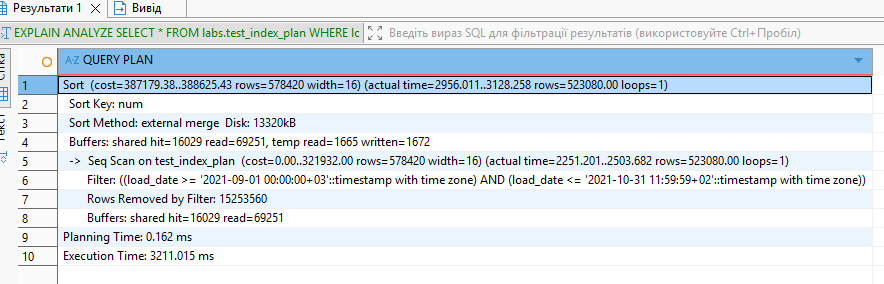 Результати 1
EXPLAIN ANALYZE SELECT * FROM labs.test_index_plan WHERE lc
Введіть вираз SQL для фільтрації результатів (використовуйте Ctrl+Пробіл)
A-Z QUERY PLAN
1 Sort (cost=387179.38..388625.43 rows=578420 width=16) (actual time=2956.011..3128.258 rows=523080.00 loops=1)
2 Sort Key: num
3 Sort Method: external merge Disk: 13320kB
4 Buffers: shared hit=16029 read=69251, temp read=1665 written=1672
5 -> Seq Scan on test_index_plan (cost=0.00..321932.00 rows=578420 width=16) (actual time=2251.201..2503.682 rows=523080.00 loops=1)
6 Filter: ((load_date >= '2021-09-01 00:00:00+03'::timestamp with time zone) AND (load_date <= '2021-10-31 11:59:59+02'::timestamp with time zone))
7 Rows Removed by Filter: 15253560
8 Buffers: shared hit=16029 read=69251
9 Planning Time: 0.162 ms
10 Execution Time: 3211.015 ms